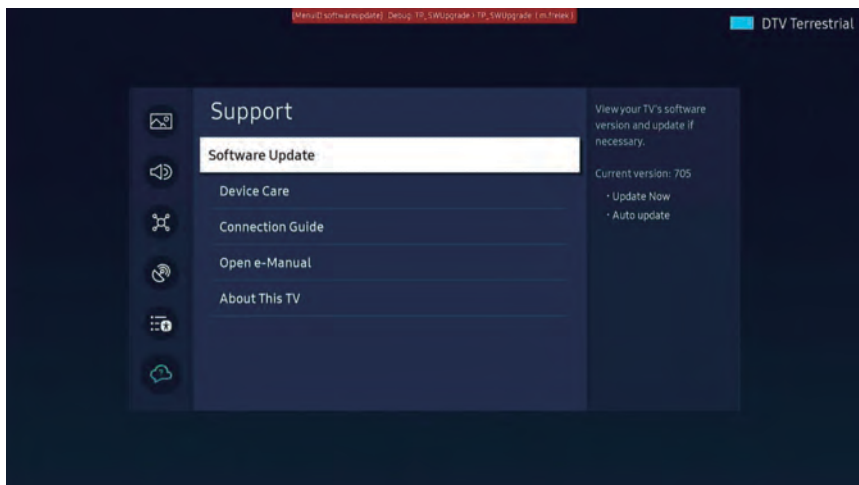 DTV Terrestrial
Support
Software Update
Device Care
Connection Guide
Open e-Manual
About This TV
View your TV's software
version and update if
necessary.
Current version: 705
· Update Now
· Auto update